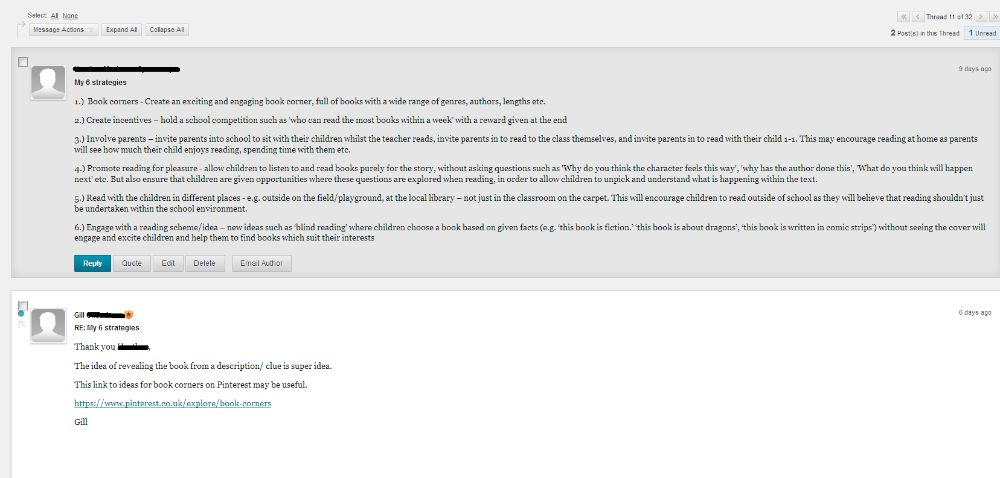 Select: All None
Message Actions Expand All Collapse All
Thread 11 of 32
2 Post(s) in this Thread 1 Unread
9 days ago
My 6 strategies
1.) Book corners - Create an exciting and engaging book corner, full of books with a wide range of genres, authors, lengths etc.
2.) Create incentives – hold a school competition such as ‘who can read the most books within a week’ with a reward given at the end
3.) Involve parents – invite parents into school to sit with their children whilst the teacher reads, invite parents in to read to the class themselves, and invite parents in to read with their child 1-1. This may encourage reading at home as parents
will see how much their child enjoys reading, spending time with them etc.
4.) Promote reading for pleasure - allow children to listen to and read books purely for the story, without asking questions such as 'Why do you think the character feels this way', 'why has the author done this', 'What do you think will happen
next' etc. But also ensure that children are given opportunities where these questions are explored when reading, in order to allow children to unpick and understand what is happening within the text.
5.) Read with the children in different places - e.g. outside on the field/playground, at the local library – not just in the classroom on the carpet. This will encourage children to read outside of school as they will believe that reading shouldn't just
be undertaken within the school environment.
6.) Engage with a reading scheme/idea – new ideas such as ‘blind reading’ where children choose a book based on given facts (e.g. ‘this book is fiction.’ ‘this book is about dragons’, ‘this book is written in comic strips’) without seeing the cover will
engage and excite children and help them to find books which suit their interests
Reply Quote Edit Delete Email Author
Gill
6 days ago
RE: My 6 strategies
Thank you ,
The idea of revealing the book from a description/ clue is super idea.
This link to ideas for book corners on Pinterest may be useful.
https://www.pinterest.co.uk/explore/book-corners
Gill